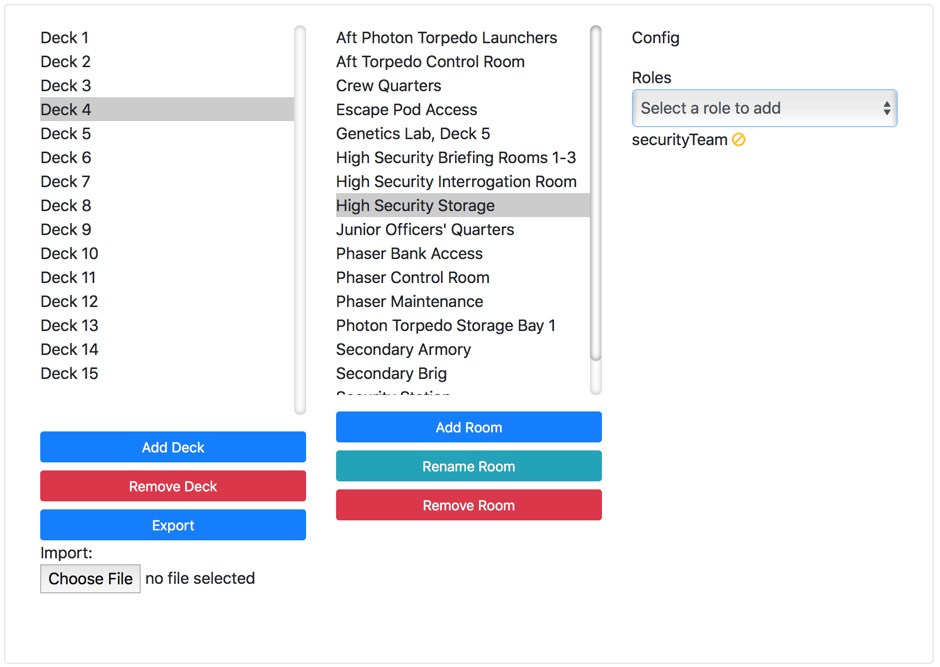 Deck 1
Deck 2
Deck 3
Deck 4
Deck 5
Deck 6
Deck 7
Deck 8
Deck 9
Deck 10
Deck 11
Deck 12
Deck 13
Deck 14
Deck 15
Add Deck
Remove Deck
Export
Import:
Choose File no file selected
Aft Photon Torpedo Launchers
Aft Torpedo Control Room
Crew Quarters
Escape Pod Access
Genetics Lab, Deck 5
High Security Briefing Rooms 1-3
High Security Interrogation Room
High Security Storage
Junior Officers' Quarters
Phaser Bank Access
Phaser Control Room
Phaser Maintenance
Photon Torpedo Storage Bay 1
Secondary Armory
Secondary Brig
Security Station
Add Room
Rename Room
Remove Room
Config
Roles
Select a role to add
securityTeam